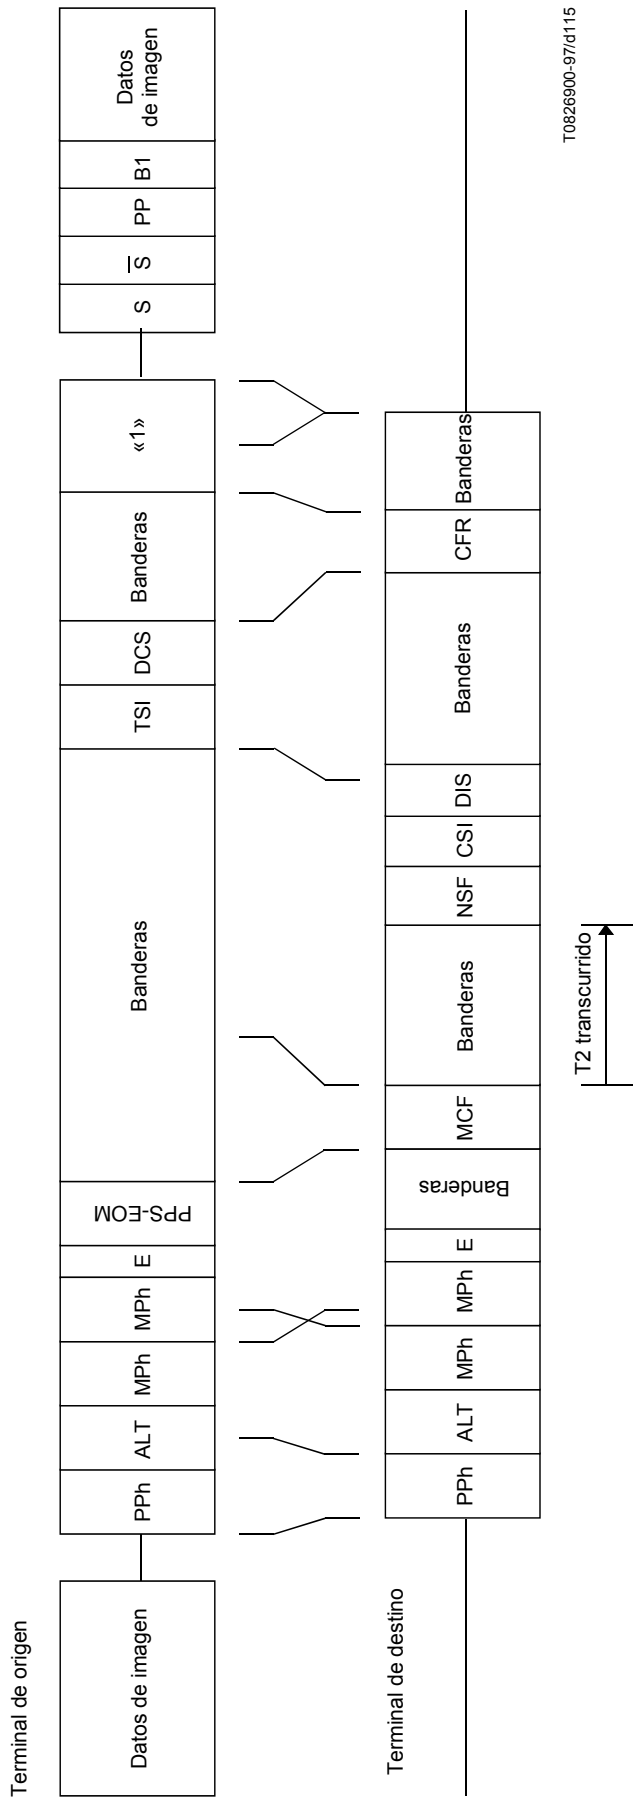 Terminal de origen
Datos de imagen
PPh
ALT
MPh
MPh
E
PPS-EOM
Banderas
TSI
DCS
Banderas
«1»
S
S̅
PP
B1
Datos
de imagen
Terminal de destino
PPh
ALT
MPh
MPh
E
Banderas
MCF
Banderas
NSF
CSI
DIS
Banderas
CFR
Banderas
T2 transcurrido
T0826900-97/d115